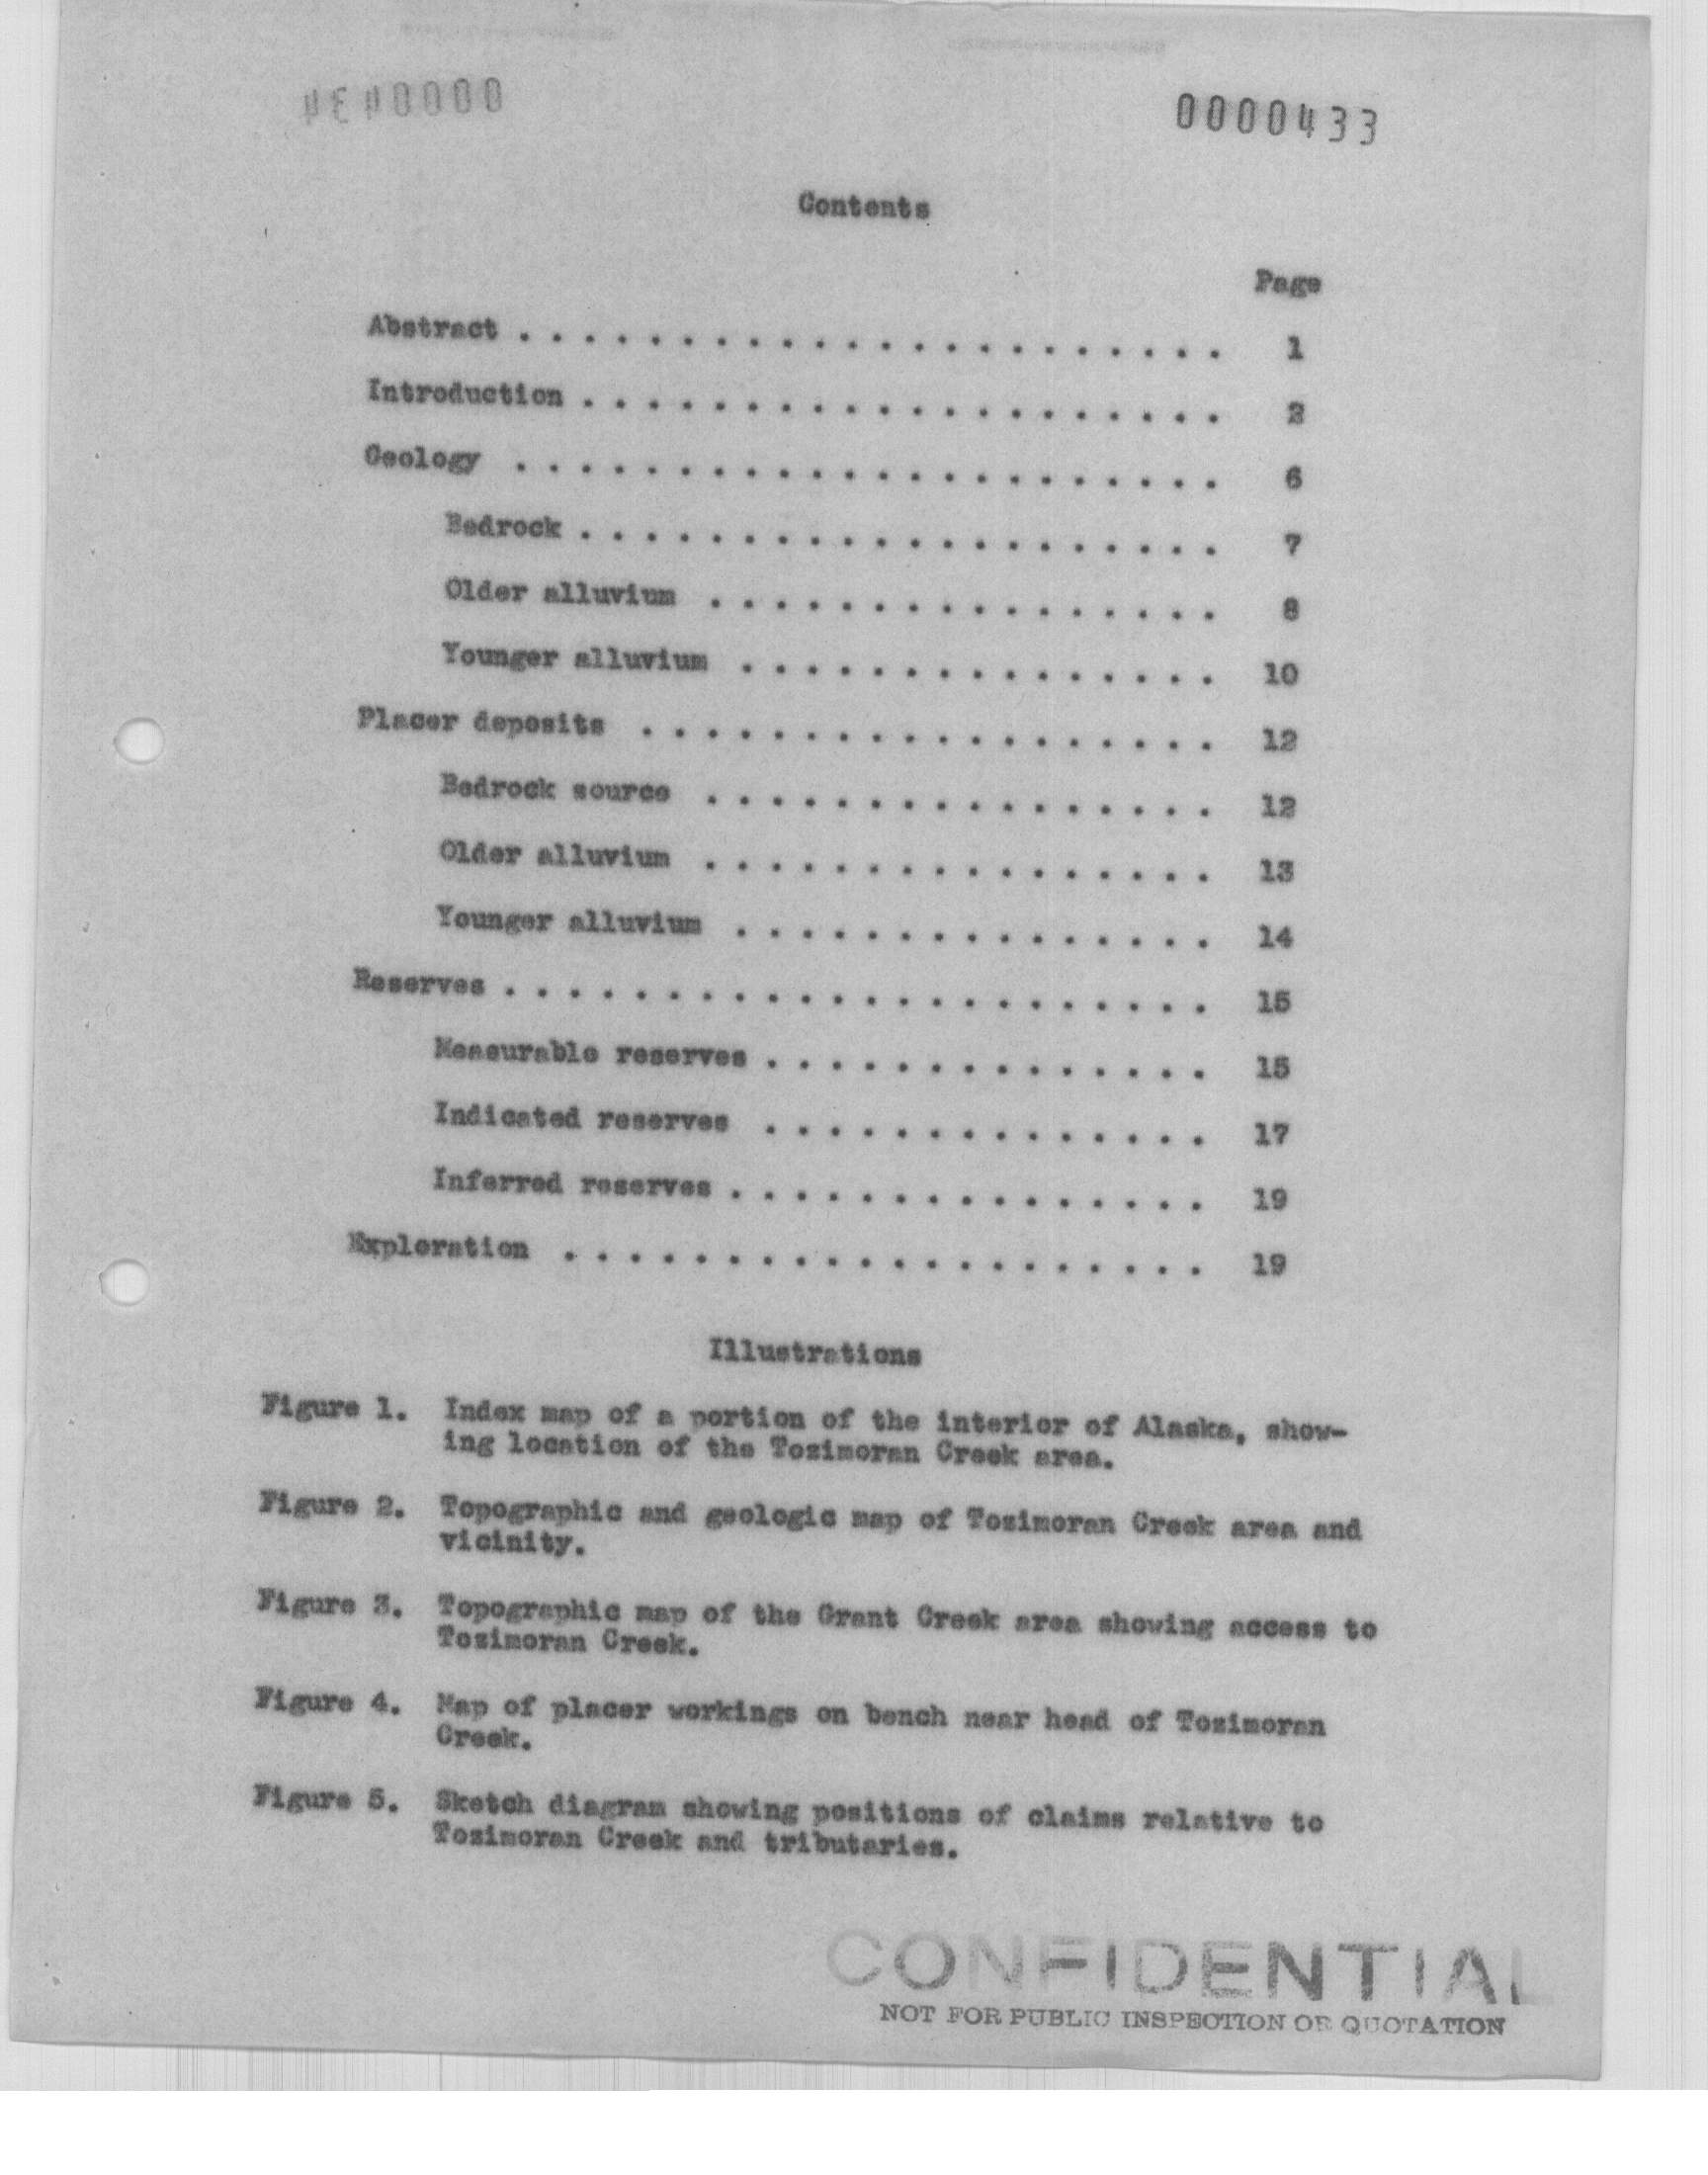 0000433
Contents
Page
Abstract . . . . . . . . . . . . . . . . . . . . . . 1
Introduction . . . . . . . . . . . . . . . . . . . . 2
Geology . . . . . . . . . . . . . . . . . . . . . . 6
Bedrock . . . . . . . . . . . . . . . . . . . . 7
Older alluvium . . . . . . . . . . . . . . . . 8
Younger alluvium . . . . . . . . . . . . . . . 10
Placer deposits . . . . . . . . . . . . . . . . . . 12
Bedrock source . . . . . . . . . . . . . . . . 12
Older alluvium . . . . . . . . . . . . . . . . 13
Younger alluvium . . . . . . . . . . . . . . . 14
Reserves . . . . . . . . . . . . . . . . . . . . . . 15
Measurable reserves . . . . . . . . . . . . . . 15
Indicated reserves . . . . . . . . . . . . . . 17
Inferred reserves . . . . . . . . . . . . . . . 19
Exploration . . . . . . . . . . . . . . . . . . . . 19
Illustrations
Figure 1. Index map of a portion of the interior of Alaska, show-
ing location of the Tozimoran Creek area.
Figure 2. Topographic and geologic map of Tozimoran Creek area and
vicinity.
Figure 3. Topographic map of the Grant Creek area showing access to
Tozimoran Creek.
Figure 4. Map of placer workings on bench near head of Tozimoran
Creek.
Figure 5. Sketch diagram showing positions of claims relative to
Tozimoran Creek and tributaries.
CONFIDENTIAL
NOT FOR PUBLIC INSPECTION OR QUOTATION